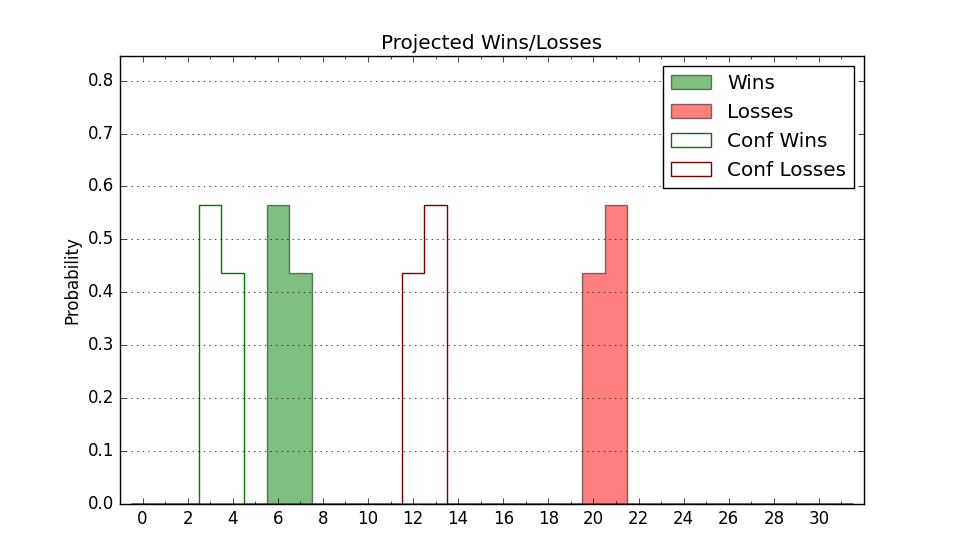 Projected Wins/Losses
Wins
Losses
Conf Wins
Conf Losses
Probability
0.8
0.7
0.6
0.5
0.4
0.3
0.2
0.1
0.0
0 2 4 6 8 10 12 14 16 18 20 22 24 26 28 30